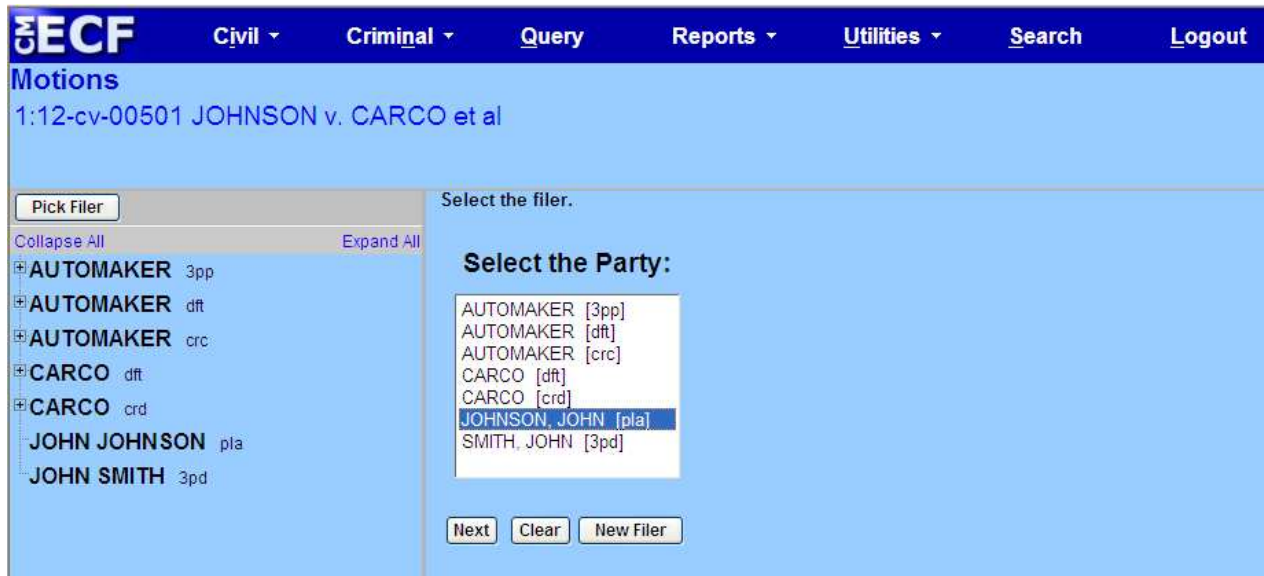 CM ECF Civil Criminal Query Reports Utilities Search Logout
Motions
1:12-cv-00501 JOHNSON v. CARCO et al
Pick Filer
Collapse All Expand All
AUTOMAKER 3pp
AUTOMAKER dft
AUTOMAKER crc
CARCO dft
CARCO crd
JOHN JOHNSON pla
JOHN SMITH 3pd
Select the filer.
Select the Party:
AUTOMAKER [3pp]
AUTOMAKER [dft]
AUTOMAKER [crc]
CARCO [dft]
CARCO [crd]
JOHNSON, JOHN [pla]
SMITH, JOHN [3pd]
Next Clear New Filer